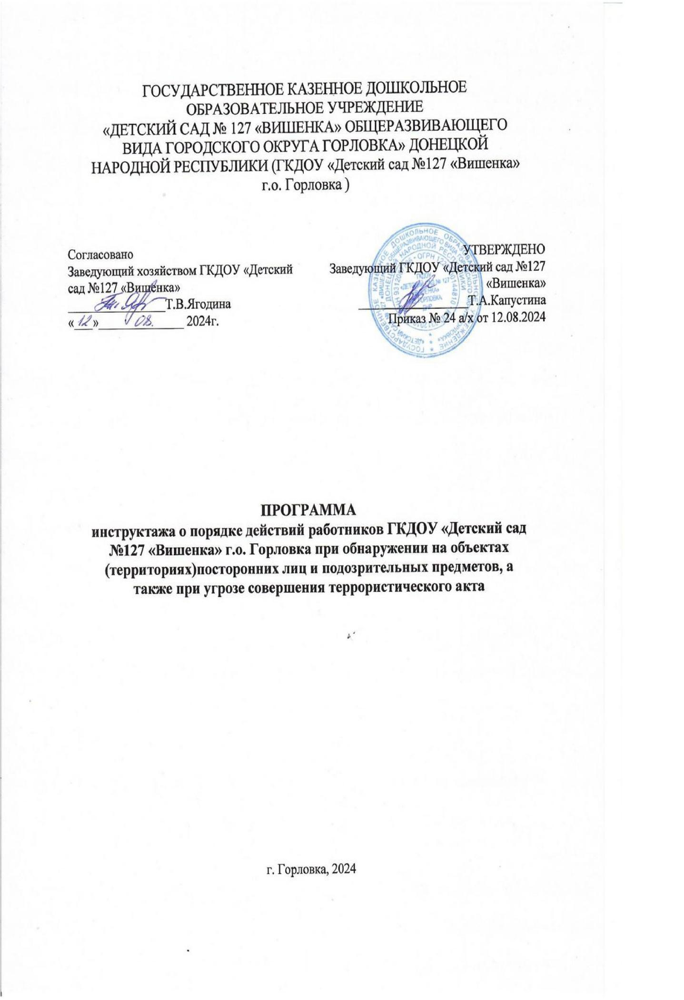 ГОСУДАРСТВЕННОЕ КАЗЕННОЕ ДОШКОЛЬНОЕ
ОБРАЗОВАТЕЛЬНОЕ УЧРЕЖДЕНИЕ
«ДЕТСКИЙ САД № 127 «ВИШЕНКА» ОБЩЕРАЗВИВАЮЩЕГО
ВИДА ГОРОДСКОГО ОКРУГА ГОРЛОВКА» ДОНЕЦКОЙ
НАРОДНОЙ РЕСПУБЛИКИ (ГКДОУ «Детский сад №127 «Вишенка»
г.о. Горловка )
Согласовано
Заведующий хозяйством ГКДОУ «Детский
сад №127 «Вишенка»
Т.В.Ягодина
«12» 08. 2024г.
УТВЕРЖДЕНО
Заведующий ГКДОУ «Детский сад №127
«Вишенка»
Т.А.Капустина
Приказ № 24 а/х от 12.08.2024
ПРОГРАММА
инструктажа о порядке действий работников ГКДОУ «Детский сад
№127 «Вишенка» г.о. Горловка при обнаружении на объектах
(территориях)посторонних лиц и подозрительных предметов, а
также при угрозе совершения террористического акта
г. Горловка, 2024